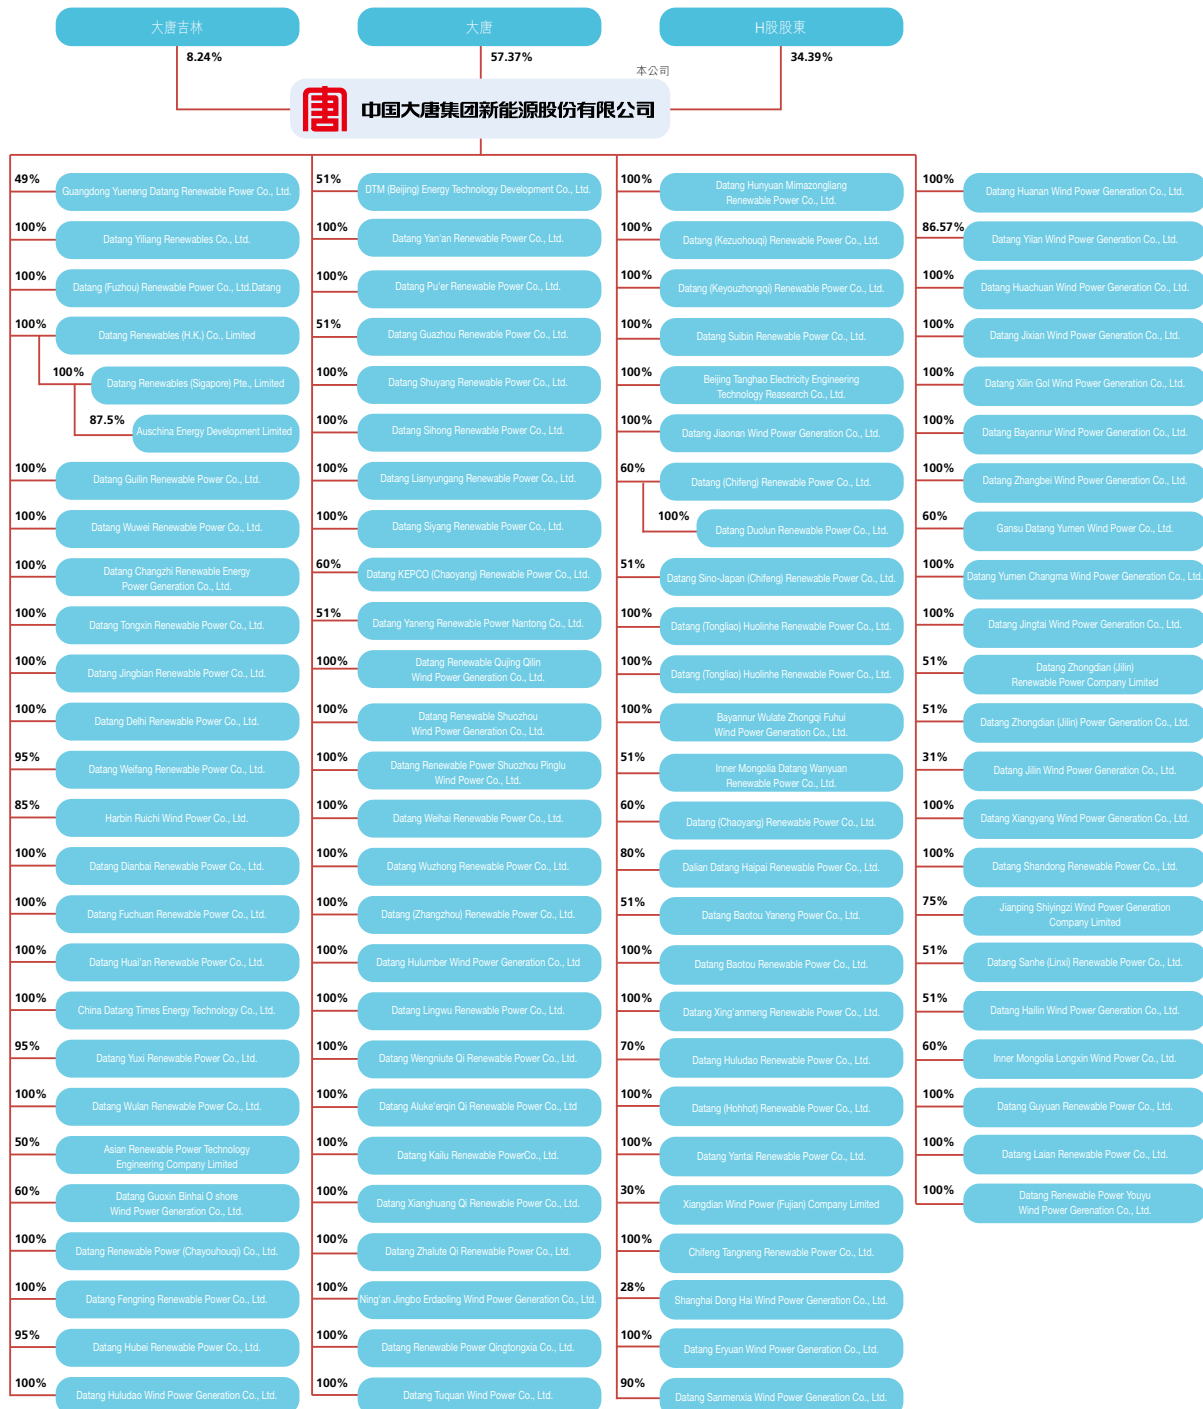 大唐吉林
大唐
H股股東
8.24%
57.37%
34.39%
本公司
唐
中国大唐集团新能源股份有限公司
49%
Guangdong Yueneng Datang Renewable Power Co., Ltd.
100%
Datang Yiliang Renewables Co., Ltd.
100%
Datang (Fuzhou) Renewable Power Co., Ltd.Datang
100%
Datang Renewables (H.K.) Co., Limited
100%
Datang Renewables (Sigapore) Pte., Limited
87.5%
Auschina Energy Development Limited
100%
Datang Guilin Renewable Power Co., Ltd.
100%
Datang Wuwei Renewable Power Co., Ltd.
100%
Datang Changzhi Renewable Energy
Power Generation Co., Ltd.
100%
Datang Tongxin Renewable Power Co., Ltd.
100%
Datang Jingbian Renewable Power Co., Ltd.
100%
Datang Delhi Renewable Power Co., Ltd.
95%
Datang Weifang Renewable Power Co., Ltd.
85%
Harbin Ruichi Wind Power Co., Ltd.
100%
Datang Dianbai Renewable Power Co., Ltd.
100%
Datang Fuchuan Renewable Power Co., Ltd.
100%
Datang Huai'an Renewable Power Co., Ltd.
100%
China Datang Times Energy Technology Co., Ltd.
95%
Datang Yuxi Renewable Power Co., Ltd.
100%
Datang Wulan Renewable Power Co., Ltd.
50%
Asian Renewable Power Technology
Engineering Company Limited
60%
Datang Guoxin Binhai O shore
Wind Power Generation Co., Ltd.
100%
Datang Renewable Power (Chayouhouqi) Co., Ltd.
100%
Datang Fengning Renewable Power Co., Ltd.
95%
Datang Hubei Renewable Power Co., Ltd.
100%
Datang Huludao Wind Power Generation Co., Ltd.
51%
DTM (Beijing) Energy Technology Development Co., Ltd.
100%
Datang Yan'an Renewable Power Co., Ltd.
100%
Datang Pu'er Renewable Power Co., Ltd.
51%
Datang Guazhou Renewable Power Co., Ltd.
100%
Datang Shuyang Renewable Power Co., Ltd.
100%
Datang Sihong Renewable Power Co., Ltd.
100%
Datang Lianyungang Renewable Power Co., Ltd.
100%
Datang Siyang Renewable Power Co., Ltd.
60%
Datang KEPCO (Chaoyang) Renewable Power Co., Ltd.
51%
Datang Yaneng Renewable Power Nantong Co., Ltd.
100%
Datang Renewable Qujing Qilin
Wind Power Generation Co., Ltd.
100%
Datang Renewable Shuozhou
Wind Power Generation Co., Ltd.
100%
Datang Renewable Power Shuozhou Pinglu
Wind Power Co., Ltd.
100%
Datang Weihai Renewable Power Co., Ltd.
100%
Datang Wuzhong Renewable Power Co., Ltd.
100%
Datang (Zhangzhou) Renewable Power Co., Ltd.
100%
Datang Hulumber Wind Power Generation Co., Ltd
100%
Datang Lingwu Renewable Power Co., Ltd.
100%
Datang Wengniute Qi Renewable Power Co., Ltd.
100%
Datang Aluke'erqin Qi Renewable Power Co., Ltd
100%
Datang Kailu Renewable PowerCo., Ltd.
100%
Datang Xianghuang Qi Renewable Power Co., Ltd.
100%
Datang Zhalute Qi Renewable Power Co., Ltd.
100%
Ning'an Jingbo Erdaoling Wind Power Generation Co., Ltd.
100%
Datang Renewable Power Qingtongxia Co., Ltd.
100%
Datang Tuquan Wind Power Co., Ltd.
100%
Datang Hunyuan Mimazongliang
Renewable Power Co., Ltd.
100%
Datang (Kezuohouqi) Renewable Power Co., Ltd.
100%
Datang (Keyouzhongqi) Renewable Power Co., Ltd.
100%
Datang Suibin Renewable Power Co., Ltd.
100%
Beijing Tanghao Electricity Engineering
Technology Reasearch Co., Ltd.
100%
Datang Jiaonan Wind Power Generation Co., Ltd.
60%
Datang (Chifeng) Renewable Power Co., Ltd.
100%
Datang Duolun Renewable Power Co., Ltd.
51%
Datang Sino-Japan (Chifeng) Renewable Power Co., Ltd.
100%
Datang (Tongliao) Huolinhe Renewable Power Co., Ltd.
100%
Datang (Tongliao) Huolinhe Renewable Power Co., Ltd.
100%
Bayannur Wulate Zhongqi Fuhui
Wind Power Generation Co., Ltd.
51%
Inner Mongolia Datang Wanyuan
Renewable Power Co., Ltd.
60%
Datang (Chaoyang) Renewable Power Co., Ltd.
80%
Dalian Datang Haipai Renewable Power Co., Ltd.
51%
Datang Baotou Yaneng Power Co., Ltd.
100%
Datang Baotou Renewable Power Co., Ltd.
100%
Datang Xing'anmeng Renewable Power Co., Ltd.
70%
Datang Huludao Renewable Power Co., Ltd.
100%
Datang (Hohhot) Renewable Power Co., Ltd.
100%
Datang Yantai Renewable Power Co., Ltd.
30%
Xiangdian Wind Power (Fujian) Company Limited
100%
Chifeng Tangneng Renewable Power Co., Ltd.
28%
Shanghai Dong Hai Wind Power Generation Co., Ltd.
100%
Datang Eryuan Wind Power Generation Co., Ltd.
90%
Datang Sanmenxia Wind Power Generation Co., Ltd.
100%
Datang Huanan Wind Power Generation Co., Ltd.
86.57%
Datang Yilan Wind Power Generation Co., Ltd.
100%
Datang Huachuan Wind Power Generation Co., Ltd.
100%
Datang Jixian Wind Power Generation Co., Ltd.
100%
Datang Xilin Gol Wind Power Generation Co., Ltd.
100%
Datang Bayannur Wind Power Generation Co., Ltd.
100%
Datang Zhangbei Wind Power Generation Co., Ltd.
60%
Gansu Datang Yumen Wind Power Co., Ltd.
100%
Datang Yumen Changma Wind Power Generation Co., Ltd.
100%
Datang Jingtai Wind Power Generation Co., Ltd.
51%
Datang Zhongdian (Jilin)
Renewable Power Company Limited
51%
Datang Zhongdian (Jilin) Power Generation Co., Ltd.
31%
Datang Jilin Wind Power Generation Co., Ltd.
100%
Datang Xiangyang Wind Power Generation Co., Ltd.
100%
Datang Shandong Renewable Power Co., Ltd.
75%
Jianping Shiyingzi Wind Power Generation
Company Limited
51%
Datang Sanhe (Linxi) Renewable Power Co., Ltd.
51%
Datang Hailin Wind Power Generation Co., Ltd.
60%
Inner Mongolia Longxin Wind Power Co., Ltd.
100%
Datang Guyuan Renewable Power Co., Ltd.
100%
Datang Laian Renewable Power Co., Ltd.
100%
Datang Renewable Power Youyu
Wind Power Gerenation Co., Ltd.